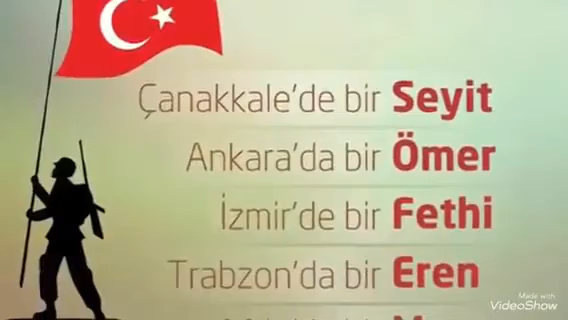 Çanakkale'de bir Seyit
Ankara'da bir Ömer
İzmir'de bir Fethi
Trabzon'da bir Eren
Made with
VideoShow